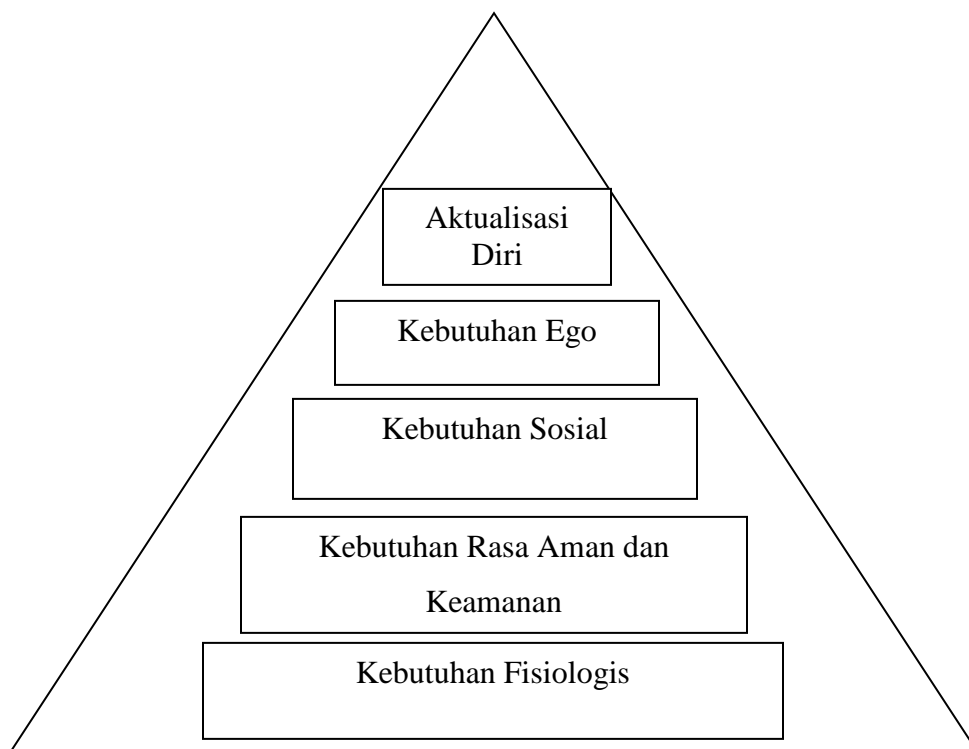 Aktualisasi
Diri
Kebutuhan Ego
Kebutuhan Sosial
Kebutuhan Rasa Aman dan
Keamanan
Kebutuhan Fisiologis